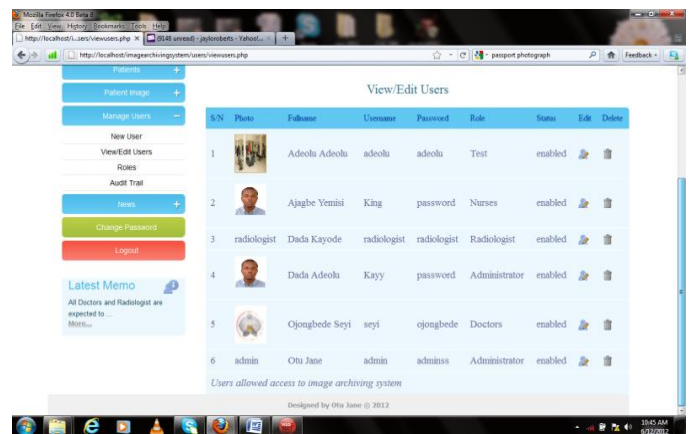 Mozilla Firefox 4.0 Beta 8
File Edit View History Bookmarks Tools Help
http://localhost/i...sers/viewusers.php × (9148 unread) - jayloroberts - Yahoo!... × +
http://localhost/imagearchivingsystem/users/viewusers.php passport photograph Feedback
Patients +
Patient Image +
Manage Users −
New User
View/Edit Users
Roles
Audit Trail
News +
Change Password
Logout
Latest Memo
All Doctors and Radiologist are
expected to ...
More...
View/Edit Users
S/N Photo Fullname Username Password Role Status Edit Delete
1 Adeolu Adeolu adeolu adeolu Test enabled
2 Ajagbe Yemisi King password Nurses enabled
3 radiologist Dada Kayode radiologist radiologist Radiologist enabled
4 Dada Adeolu Kayy password Administrator enabled
5 Ojongbede Seyi seyi ojongbede Doctors enabled
6 admin Otu Jane admin adminss Administrator enabled
Users allowed access to image archiving system
Designed by Otu Jane © 2012
10:45 AM
6/12/2012